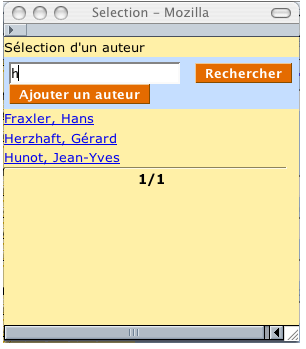 Selection – Mozilla
Sélection d'un auteur
h Rechercher
Ajouter un auteur
Fraxler, Hans
Herzhaft, Gérard
Hunot, Jean-Yves
1/1